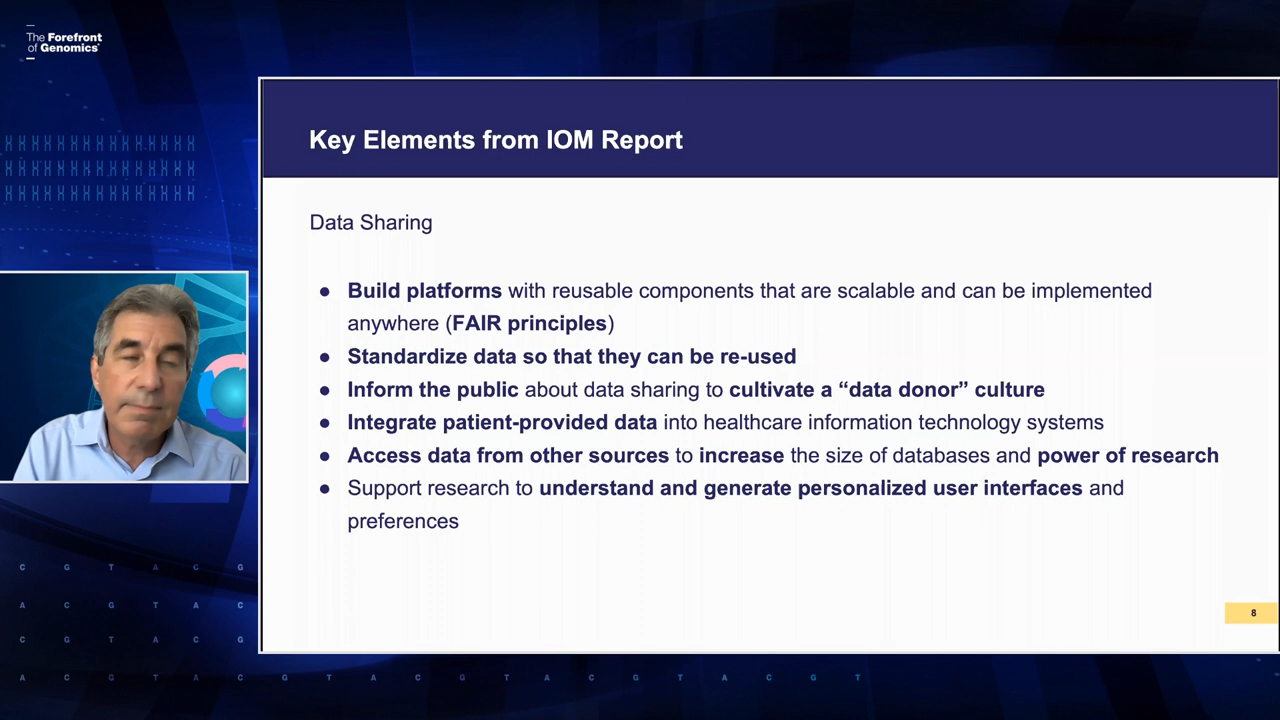 The Forefront
of Genomics®
Key Elements from IOM Report
Data Sharing
● Build platforms with reusable components that are scalable and can be implemented
anywhere (FAIR principles)
● Standardize data so that they can be re-used
● Inform the public about data sharing to cultivate a “data donor” culture
● Integrate patient-provided data into healthcare information technology systems
● Access data from other sources to increase the size of databases and power of research
● Support research to understand and generate personalized user interfaces and
preferences
8
C G T A C G
A C G T A C
C G T A C G
A C G T A C G T A C G T A C G T A C G T